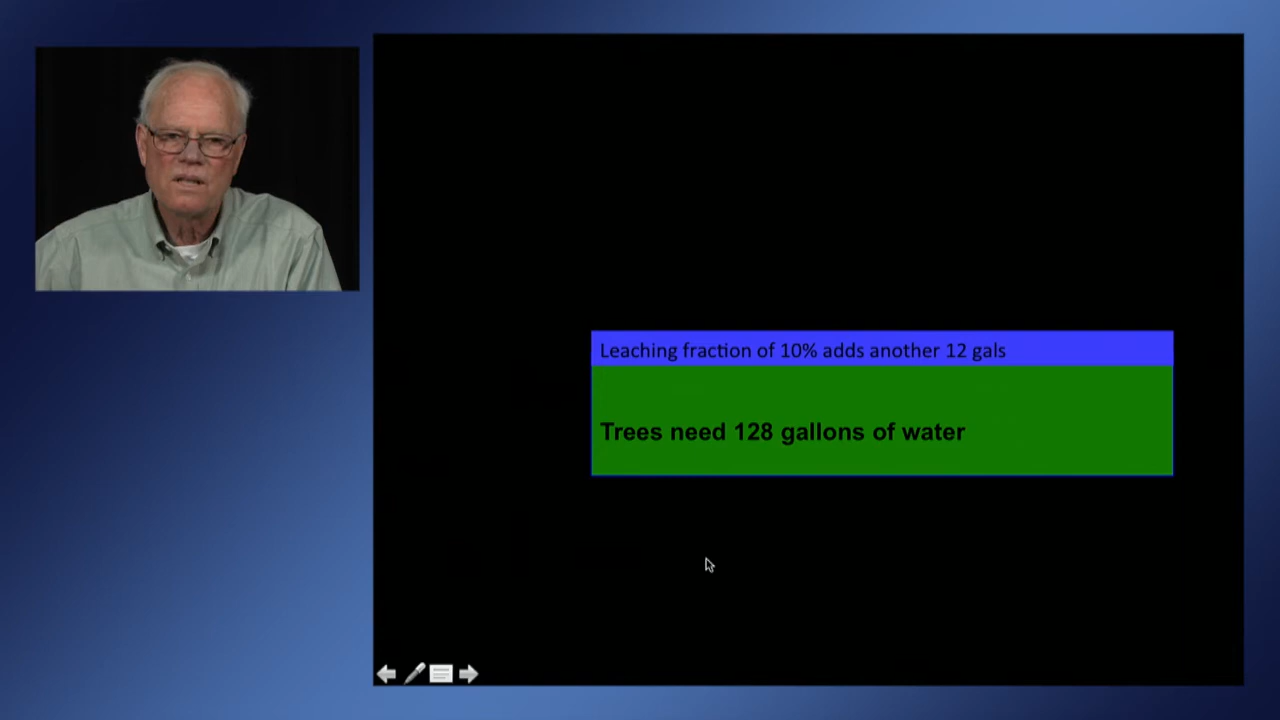 Leaching fraction of 10% adds another 12 gals
Trees need 128 gallons of water